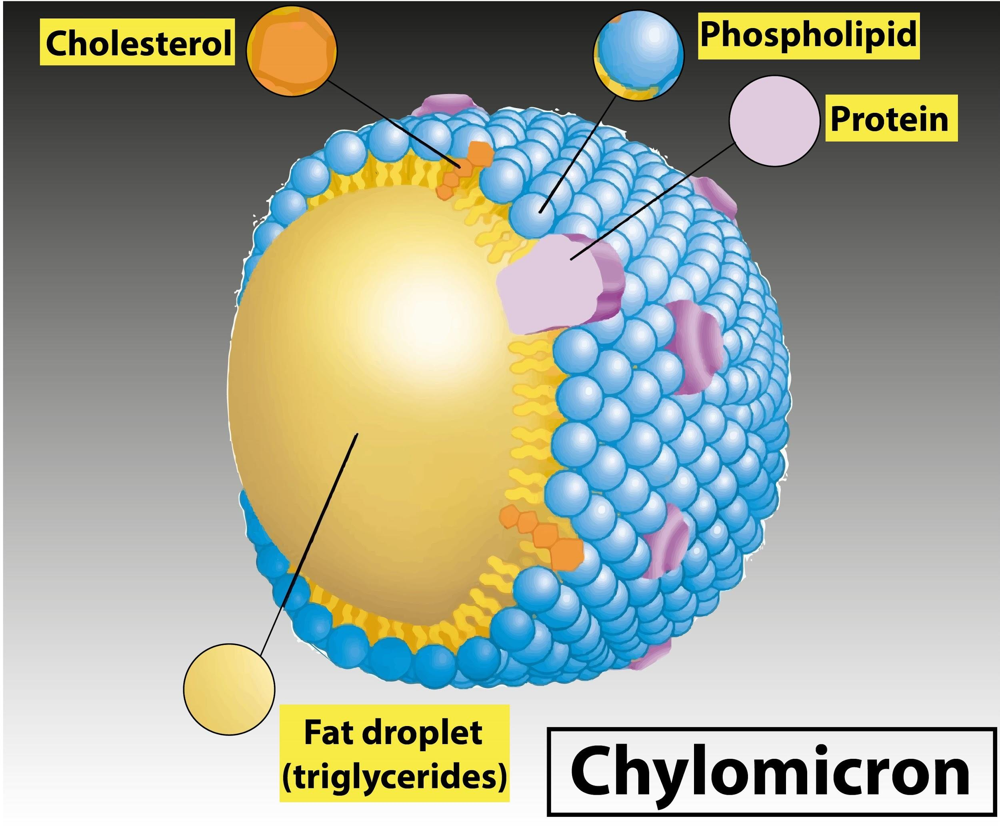 Cholesterol
Phospholipid
Protein
Fat droplet
(triglycerides)
Chylomicron